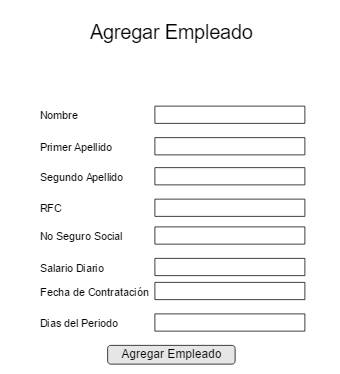 Agregar Empleado
Nombre
Primer Apellido
Segundo Apellido
RFC
No Seguro Social
Salario Diario
Fecha de Contratación
Dias del Periodo
Agregar Empleado